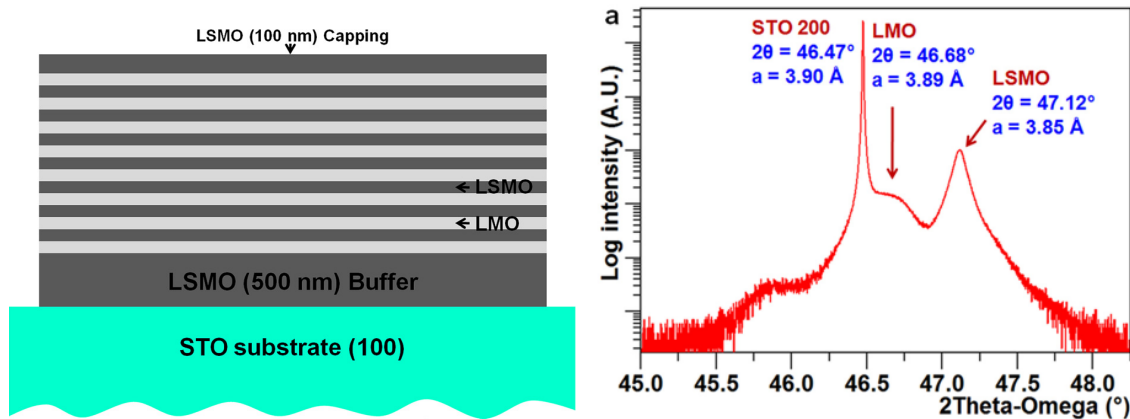 LSMO (100 nm) Capping
LSMO
LMO
LSMO (500 nm) Buffer
STO substrate (100)
a
STO 200
2θ = 46.47°
a = 3.90 Å
LMO
2θ = 46.68°
a = 3.89 Å
LSMO
2θ = 47.12°
a = 3.85 Å
Log intensity (A.U.)
45.0 45.5 46.0 46.5 47.0 47.5 48.0
2Theta-Omega (°)